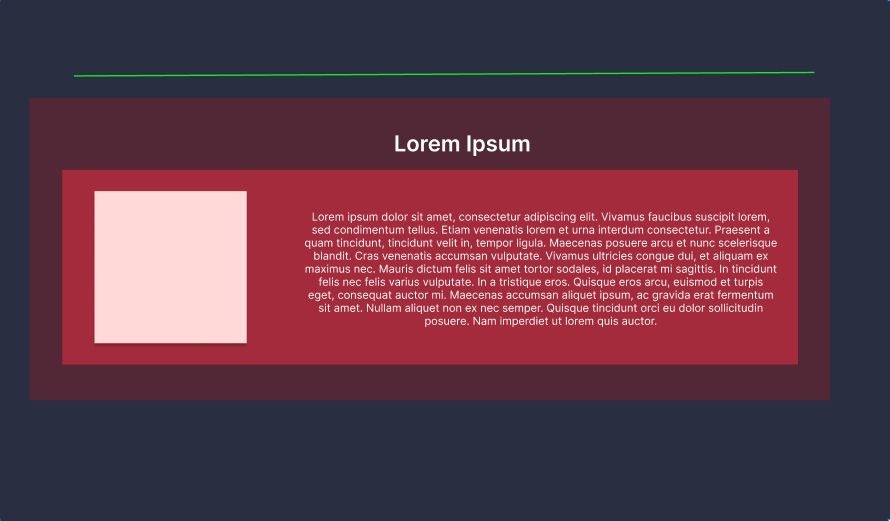 Lorem Ipsum
Lorem ipsum dolor sit amet, consectetur adipiscing elit. Vivamus faucibus suscipit lorem,
sed condimentum tellus. Etiam venenatis lorem et urna interdum consectetur. Praesent a
quam tincidunt, tincidunt velit in, tempor ligula. Maecenas posuere arcu et nunc scelerisque
blandit. Cras venenatis accumsan vulputate. Vivamus ultricies congue dui, et aliquam ex
maximus nec. Mauris dictum felis sit amet tortor sodales, id placerat mi sagittis. In tincidunt
felis nec felis varius vulputate. In a tristique eros. Quisque eros arcu, euismod et turpis
eget, consequat auctor mi. Maecenas accumsan aliquet ipsum, ac gravida erat fermentum
sit amet. Nullam aliquet non ex nec semper. Quisque tincidunt orci eu dolor sollicitudin
posuere. Nam imperdiet ut lorem quis auctor.